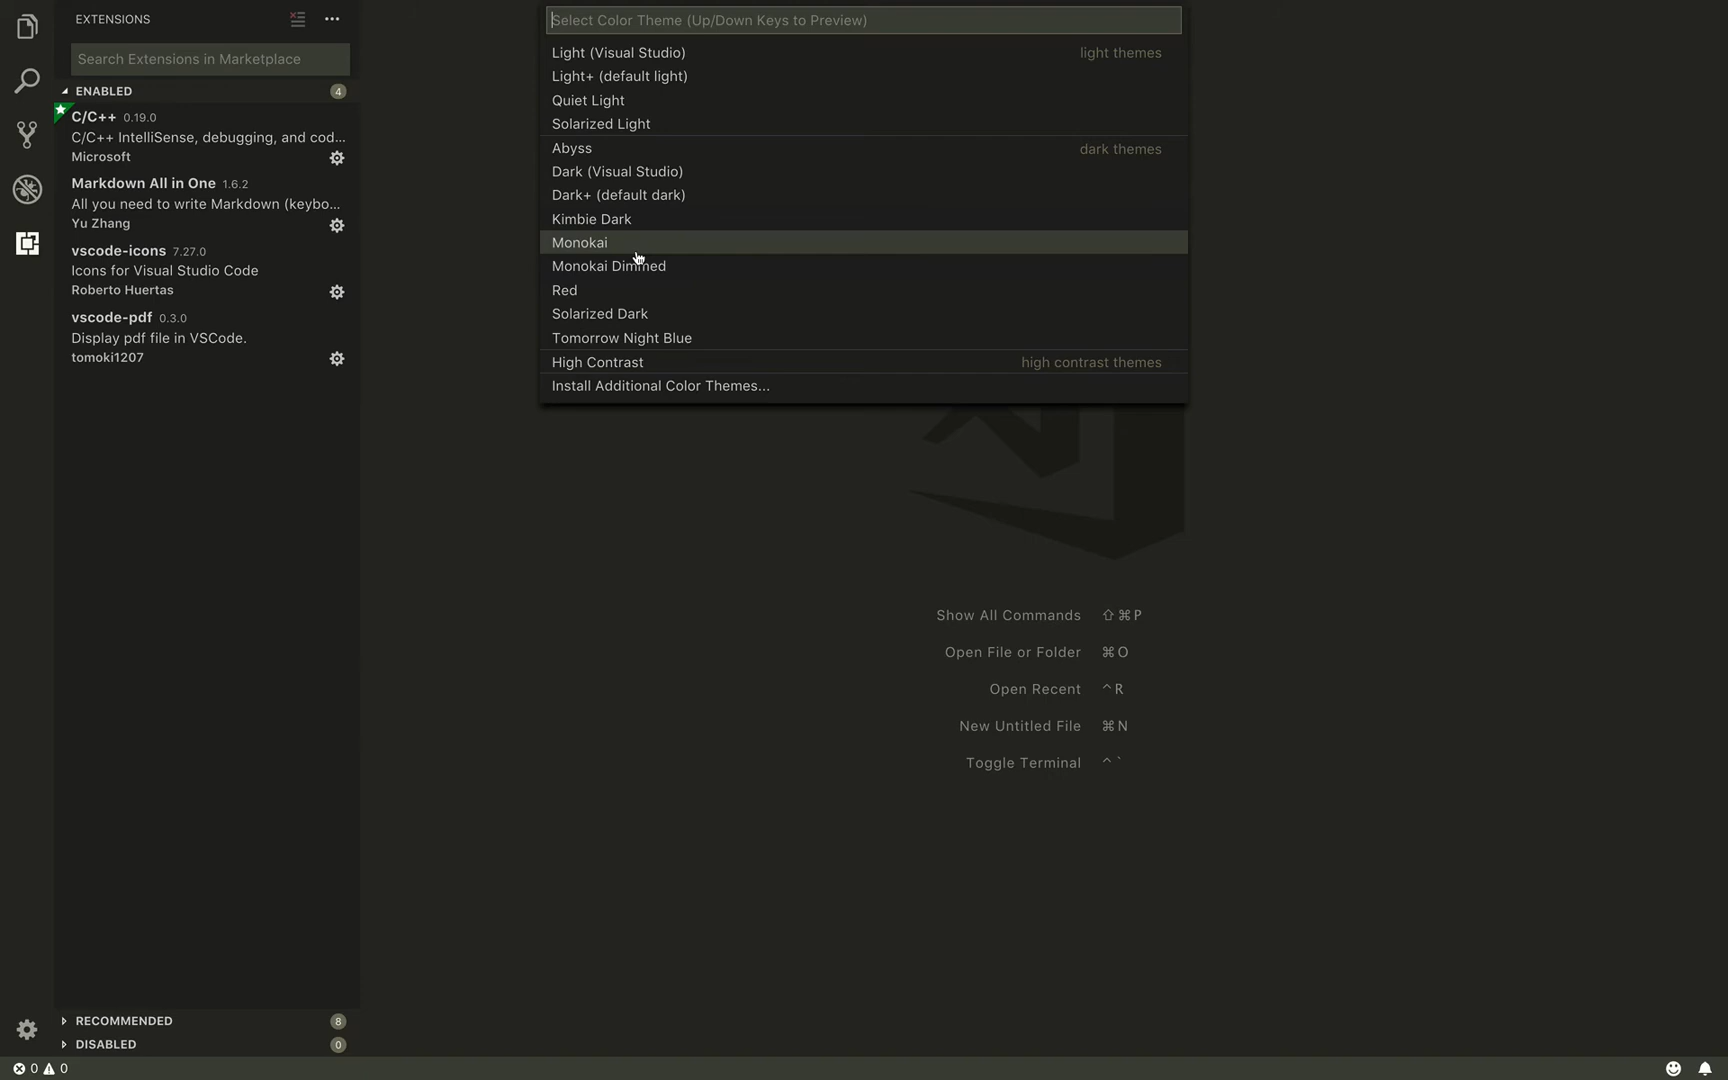 EXTENSIONS
Search Extensions in Marketplace
ENABLED 4
C/C++ 0.19.0
C/C++ IntelliSense, debugging, and cod...
Microsoft
Markdown All in One 1.6.2
All you need to write Markdown (keybo...
Yu Zhang
vscode-icons 7.27.0
Icons for Visual Studio Code
Roberto Huertas
vscode-pdf 0.3.0
Display pdf file in VSCode.
tomoki1207
RECOMMENDED 8
DISABLED 0
Select Color Theme (Up/Down Keys to Preview)
Light (Visual Studio) light themes
Light+ (default light)
Quiet Light
Solarized Light
Abyss dark themes
Dark (Visual Studio)
Dark+ (default dark)
Kimbie Dark
Monokai
Monokai Dimmed
Red
Solarized Dark
Tomorrow Night Blue
High Contrast high contrast themes
Install Additional Color Themes...
Show All Commands ⇧⌘P
Open File or Folder ⌘O
Open Recent ^R
New Untitled File ⌘N
Toggle Terminal ^`
0 0